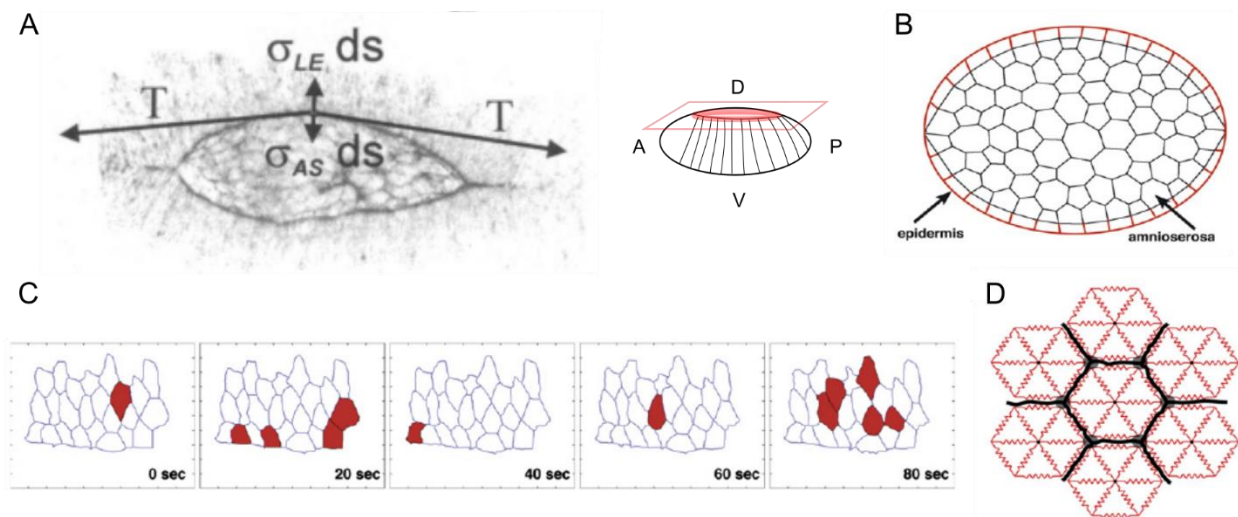 A
σLE ds
T
T
σAS ds
D
A
P
V
B
epidermis
amnioserosa
C
0 sec
20 sec
40 sec
60 sec
80 sec
D